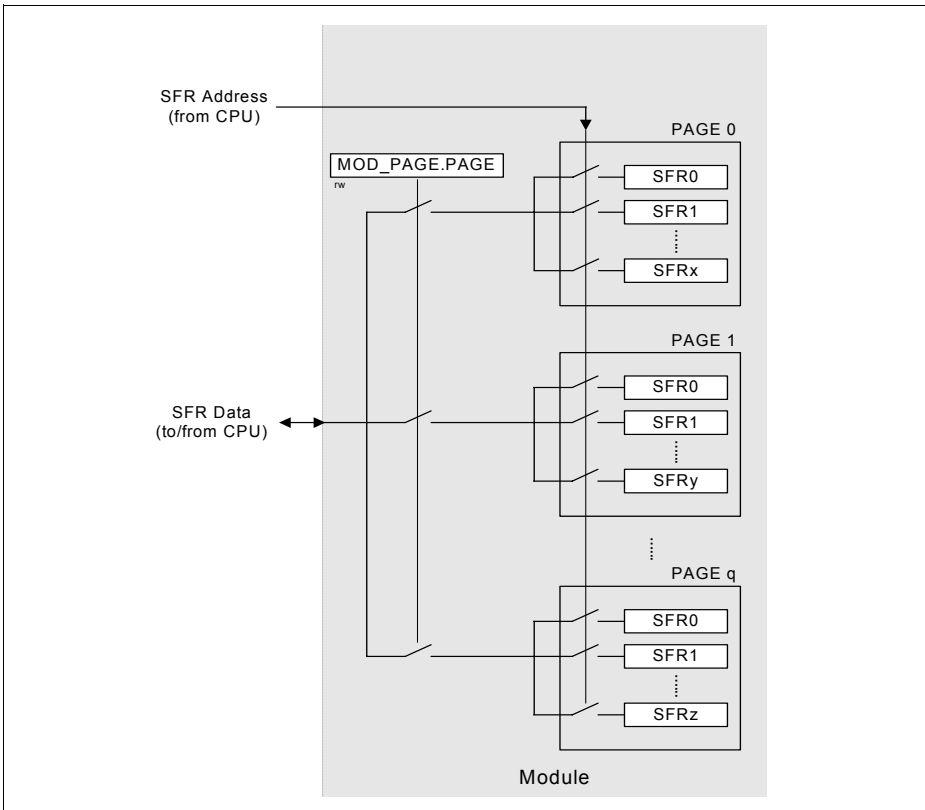 SFR Address
(from CPU)
PAGE 0
MOD_PAGE.PAGE
rw
SFR0
SFR1
SFRx
PAGE 1
SFR0
SFR1
SFRy
SFR Data
(to/from CPU)
PAGE q
SFR0
SFR1
SFRz
Module